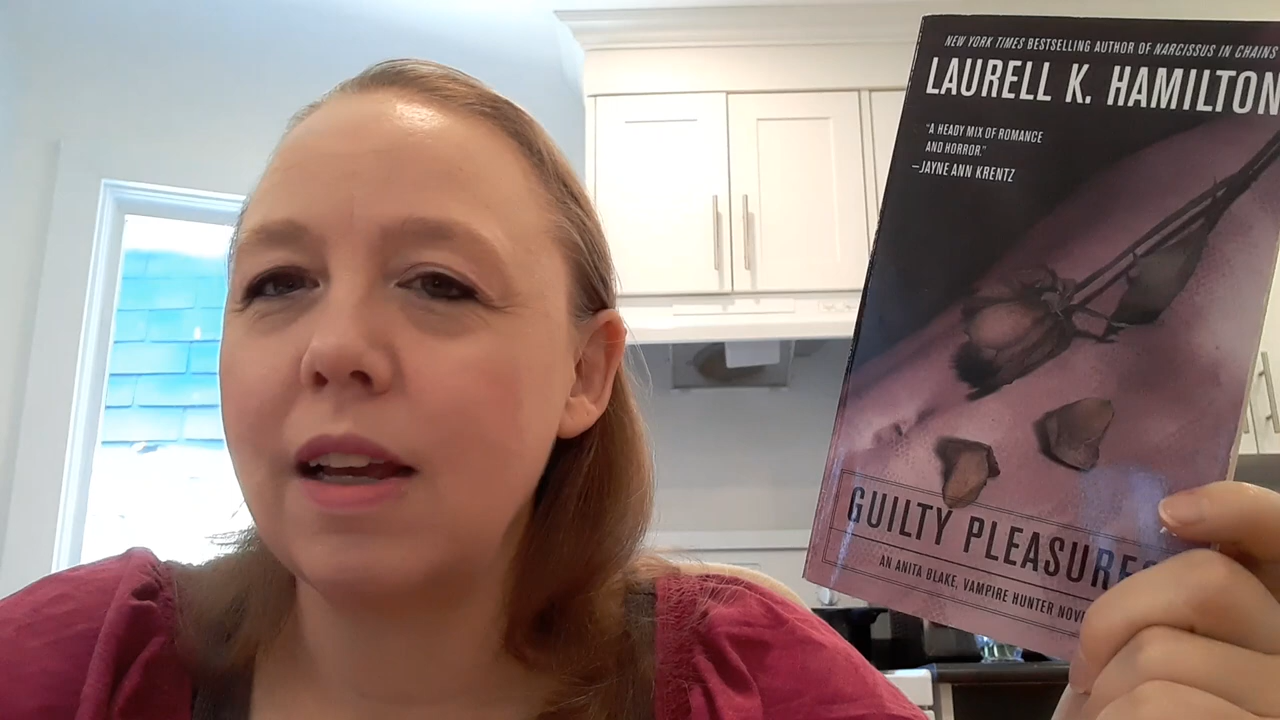 NEW YORK TIMES BESTSELLING AUTHOR OF NARCISSUS IN CHAINS
LAURELL K. HAMILTON
"A HEADY MIX OF ROMANCE
AND HORROR."
—JAYNE ANN KRENTZ
GUILTY PLEASURES
AN ANITA BLAKE, VAMPIRE HUNTER NOVE